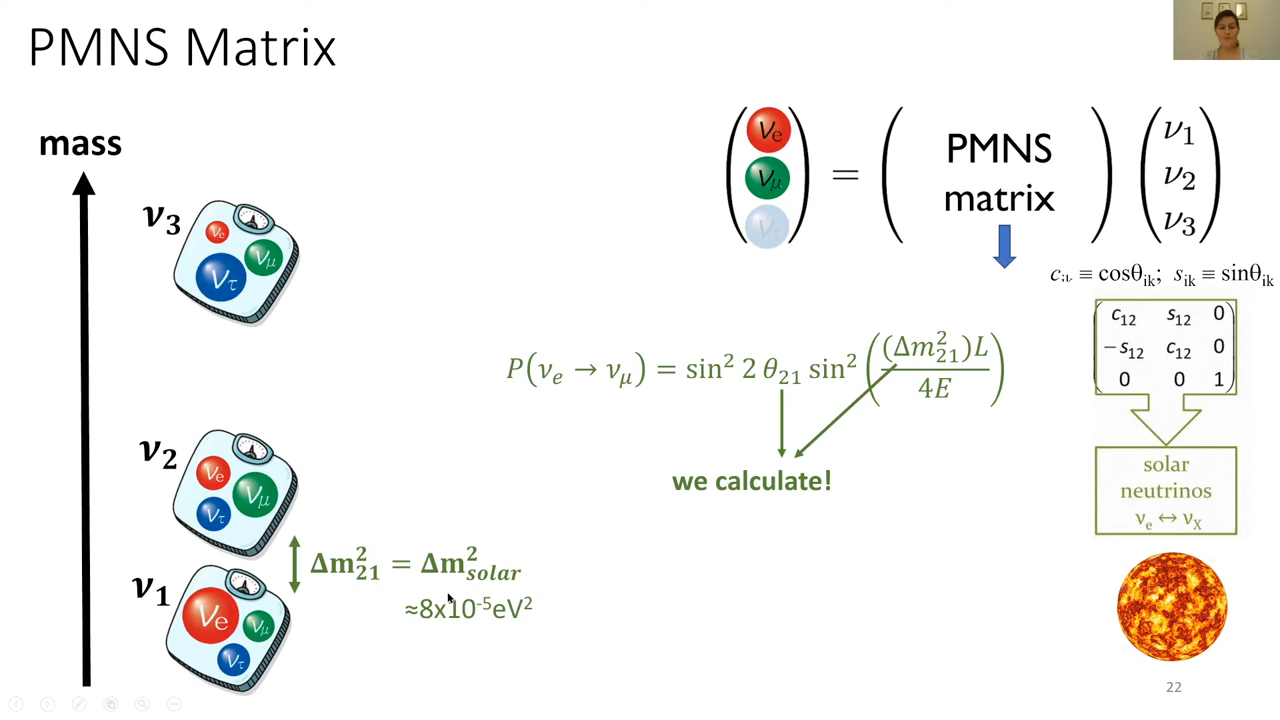 PMNS Matrix
mass
ν3
νe
νμ
ντ
ν2
νe
νμ
ντ
ν1
νe
νμ
ντ
Δm²₂₁ = Δm²solar
≈8x10⁻⁵eV²
( νe νμ ντ ) = ( PMNS matrix ) ( ν1 ν2 ν3 )
cik ≡ cosθik; sik ≡ sinθik
P(νe → νμ) = sin² 2 θ₂₁ sin² ( (Δm²₂₁)L / 4E )
we calculate!
c12 s12 0
−s12 c12 0
0 0 1
solar
neutrinos
νe ↔ νX
22